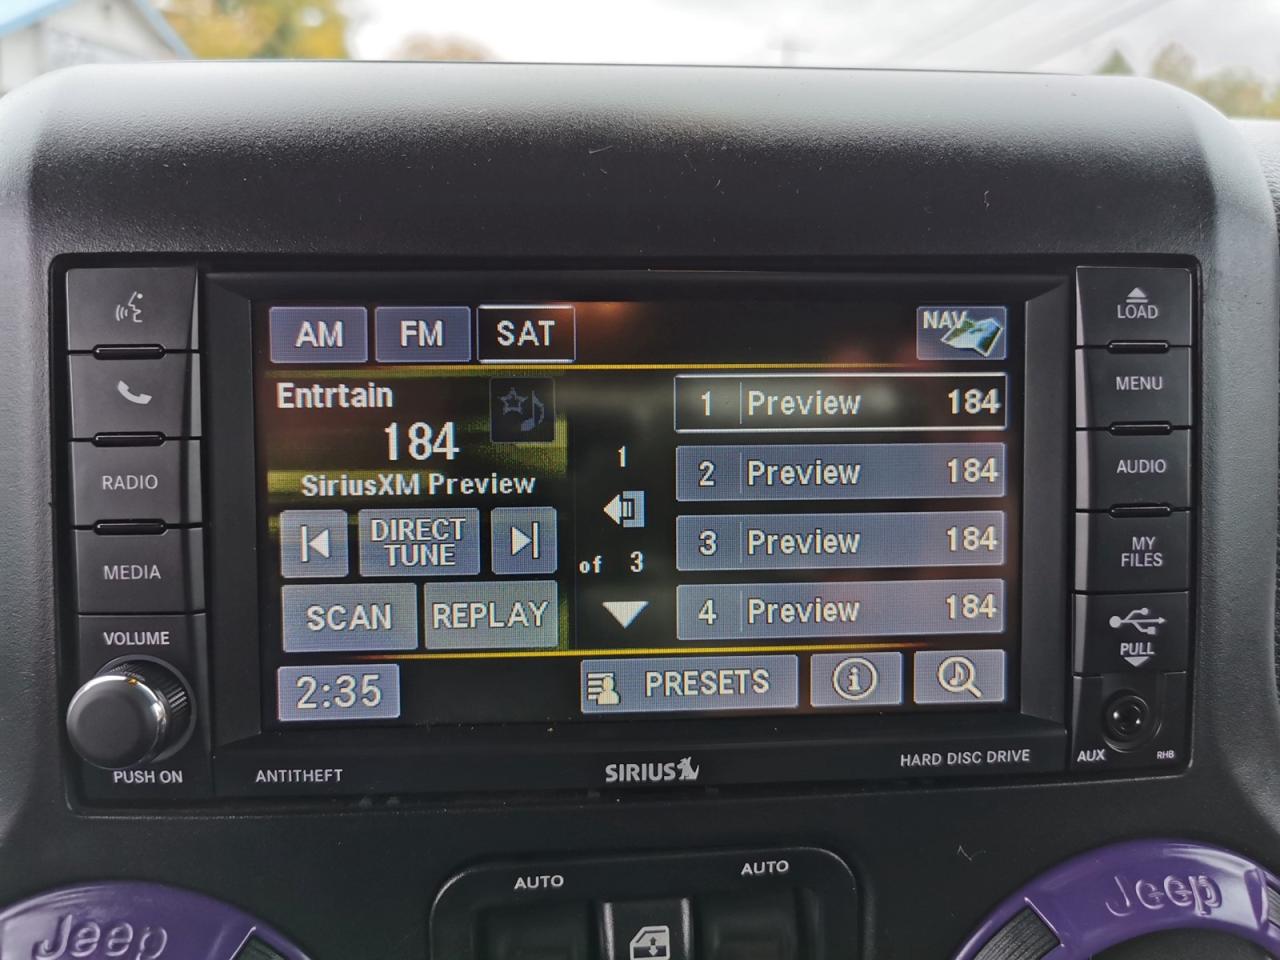 AM FM SAT NAV
LOAD
Entrtain
184
SiriusXM Preview
DIRECT
TUNE
SCAN REPLAY
2:35
1
of 3
1 Preview 184
2 Preview 184
3 Preview 184
4 Preview 184
PRESETS
RADIO
MEDIA
VOLUME
PUSH ON
MENU
AUDIO
MY
FILES
PULL
AUX RHB
ANTITHEFT SIRIUS HARD DISC DRIVE
AUTO AUTO
Jeep Jeep